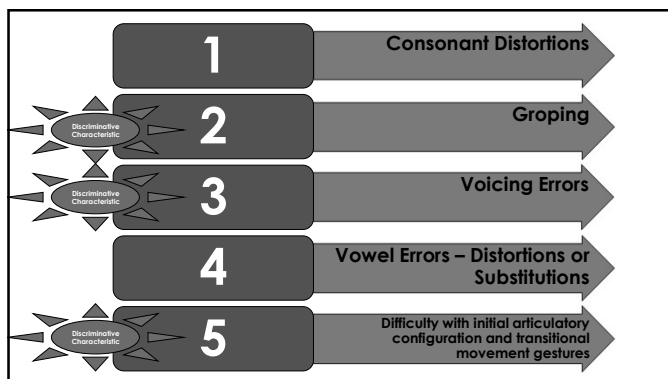 1
Consonant Distortions
Discriminative
Characteristic
2
Groping
Discriminative
Characteristic
3
Voicing Errors
4
Vowel Errors – Distortions or
Substitutions
Discriminative
Characteristic
5
Difficulty with initial articulatory
configuration and transitional
movement gestures